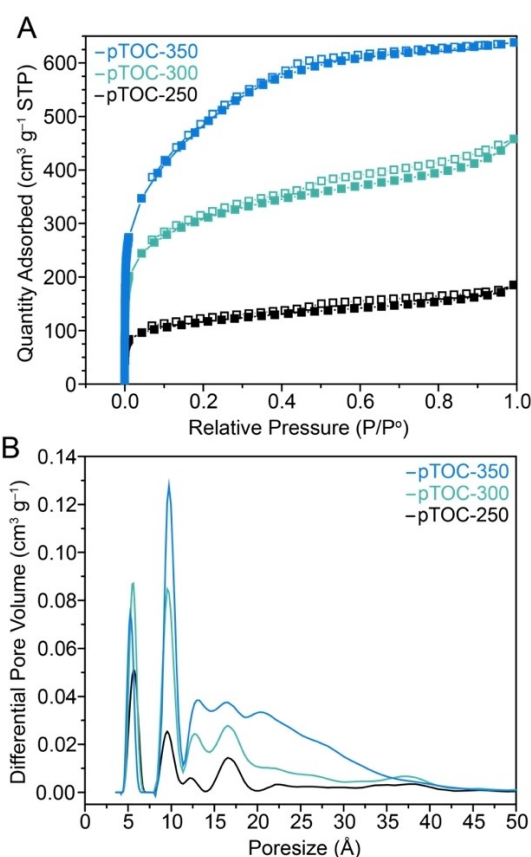 A
–pTOC-350
–pTOC-300
–pTOC-250
Quantity Adsorbed (cm³ g⁻¹ STP)
600
500
400
300
200
100
0
0.0 0.2 0.4 0.6 0.8 1.0
Relative Pressure (P/Pº)
B
–pTOC-350
–pTOC-300
–pTOC-250
Differential Pore Volume (cm³ g⁻¹)
0.14
0.12
0.10
0.08
0.06
0.04
0.02
0.00
0 5 10 15 20 25 30 35 40 45 50
Poresize (Å)